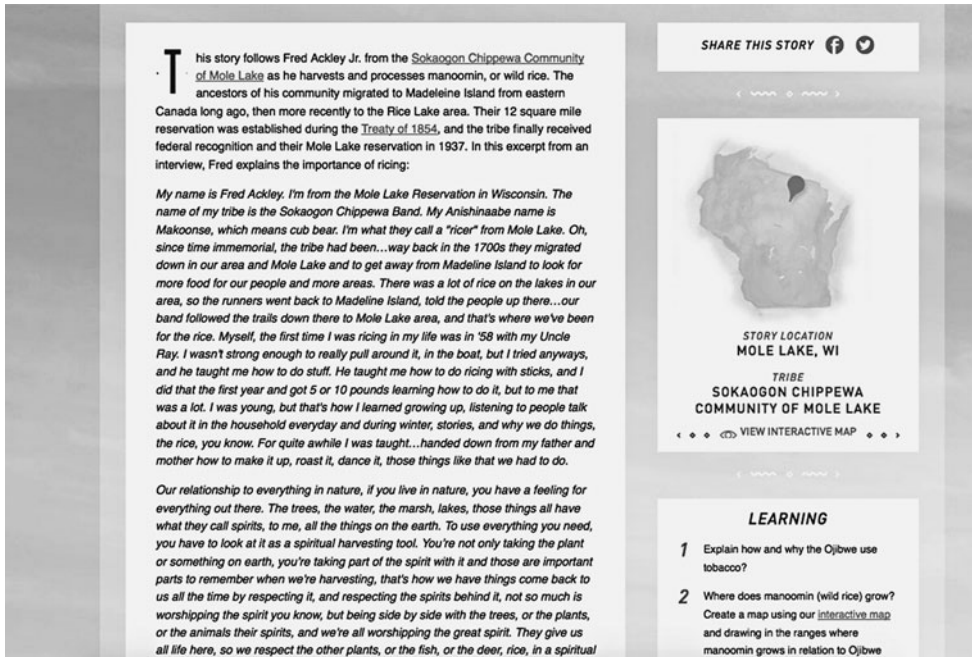 This story follows Fred Ackley Jr. from the Sokaogon Chippewa Community
of Mole Lake as he harvests and processes manoomin, or wild rice. The
ancestors of his community migrated to Madeleine Island from eastern
Canada long ago, then more recently to the Rice Lake area. Their 12 square mile
reservation was established during the Treaty of 1854, and the tribe finally received
federal recognition and their Mole Lake reservation in 1937. In this excerpt from an
interview, Fred explains the importance of ricing:
My name is Fred Ackley. I'm from the Mole Lake Reservation in Wisconsin. The
name of my tribe is the Sokaogon Chippewa Band. My Anishinaabe name is
Makoonse, which means cub bear. I'm what they call a "ricer" from Mole Lake. Oh,
since time immemorial, the tribe had been…way back in the 1700s they migrated
down in our area and Mole Lake and to get away from Madeline Island to look for
more food for our people and more areas. There was a lot of rice on the lakes in our
area, so the runners went back to Madeline Island, told the people up there…our
band followed the trails down there to Mole Lake area, and that's where we've been
for the rice. Myself, the first time I was ricing in my life was in '58 with my Uncle
Ray. I wasn't strong enough to really pull around it, in the boat, but I tried anyways,
and he taught me how to do stuff. He taught me how to do ricing with sticks, and I
did that the first year and got 5 or 10 pounds learning how to do it, but to me that
was a lot. I was young, but that's how I learned growing up, listening to people talk
about it in the household everyday and during winter, stories, and why we do things,
the rice, you know. For quite awhile I was taught…handed down from my father and
mother how to make it up, roast it, dance it, those things like that we had to do.
Our relationship to everything in nature, if you live in nature, you have a feeling for
everything out there. The trees, the water, the marsh, lakes, those things all have
what they call spirits, to me, all the things on the earth. To use everything you need,
you have to look at it as a spiritual harvesting tool. You're not only taking the plant
or something on earth, you're taking part of the spirit with it and those are important
parts to remember when we're harvesting, that's how we have things come back to
us all the time by respecting it, and respecting the spirits behind it, not so much is
worshipping the spirit you know, but being side by side with the trees, or the plants,
or the animals their spirits, and we're all worshipping the great spirit. They give us
all life here, so we respect the other plants, or the fish, or the deer, rice, in a spiritual
SHARE THIS STORY
STORY LOCATION
MOLE LAKE, WI
TRIBE
SOKAOGON CHIPPEWA
COMMUNITY OF MOLE LAKE
VIEW INTERACTIVE MAP
LEARNING
1 Explain how and why the Ojibwe use
tobacco?
2 Where does manoomin (wild rice) grow?
Create a map using our interactive map
and drawing in the ranges where
manoomin grows in relation to Ojibwe